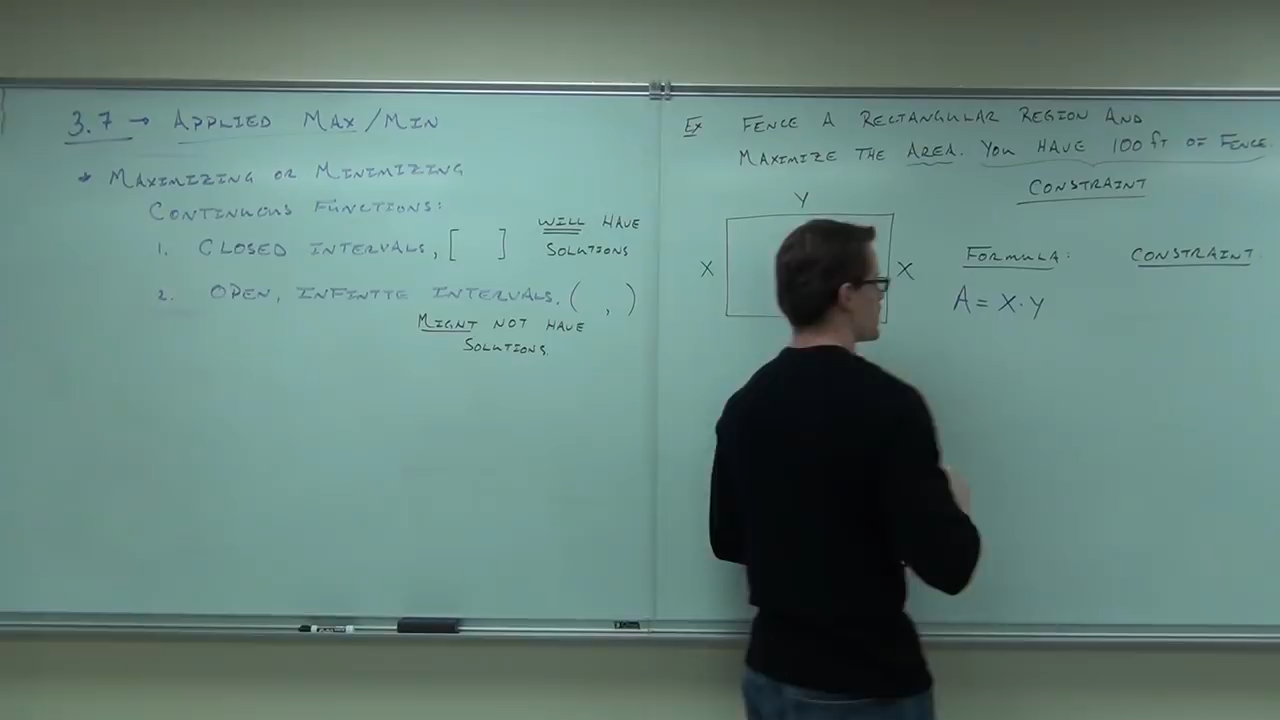 3.7 → APPLIED MAX/MIN
* MAXIMIZING OR MINIMIZING
CONTINUOUS FUNCTIONS:
1. CLOSED INTERVALS, [ ] WILL HAVE
SOLUTIONS
2. OPEN, INFINITE INTERVALS, ( , )
MIGHT NOT HAVE
SOLUTIONS.
EX FENCE A RECTANGULAR REGION AND
MAXIMIZE THE AREA. YOU HAVE 100 ft OF FENCE.
CONSTRAINT
Y
X X
FORMULA: CONSTRAINT
A = X · Y